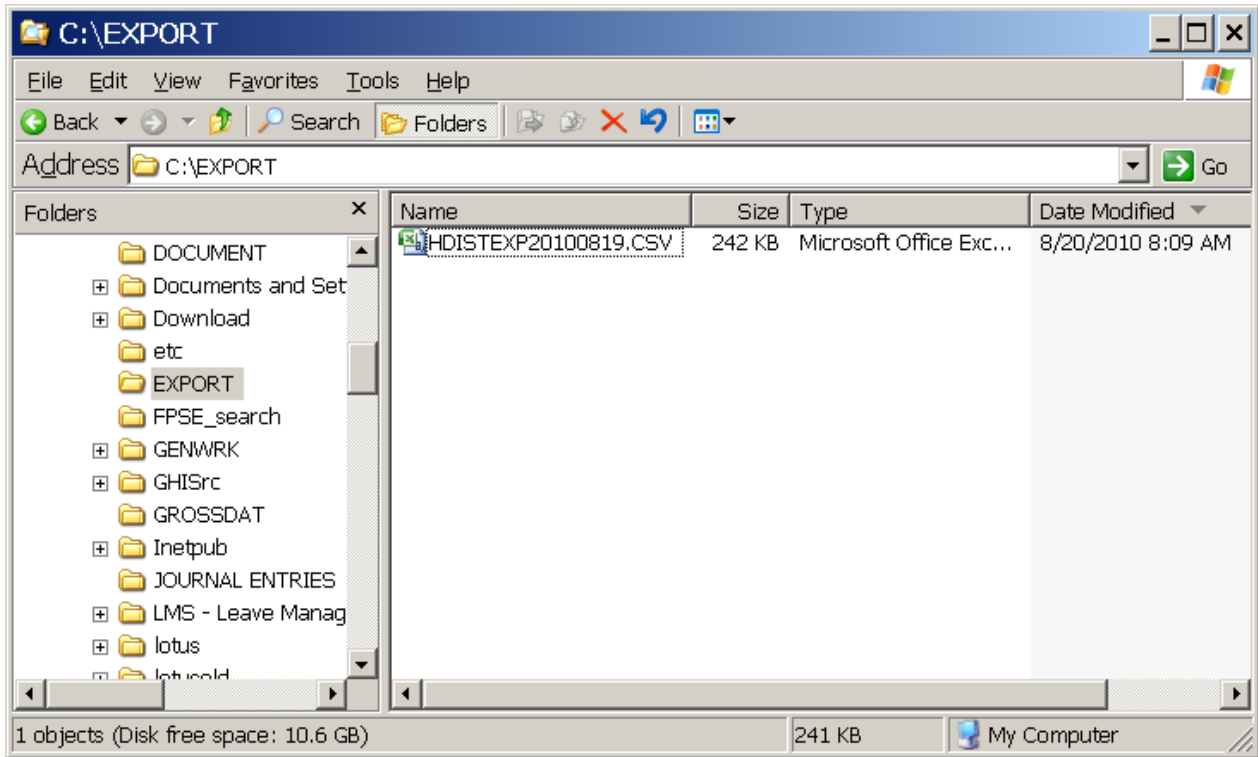 C:\EXPORT
File Edit View Favorites Tools Help
Back Search Folders
Address C:\EXPORT Go
Folders x Name Size Type Date Modified
DOCUMENT HDISTEXP20100819.CSV 242 KB Microsoft Office Exc... 8/20/2010 8:09 AM
Documents and Set
Download
etc
EXPORT
FPSE_search
GENWRK
GHISrc
GROSSDAT
Inetpub
JOURNAL ENTRIES
LMS - Leave Manag
lotus
lotusold
1 objects (Disk free space: 10.6 GB) 241 KB My Computer